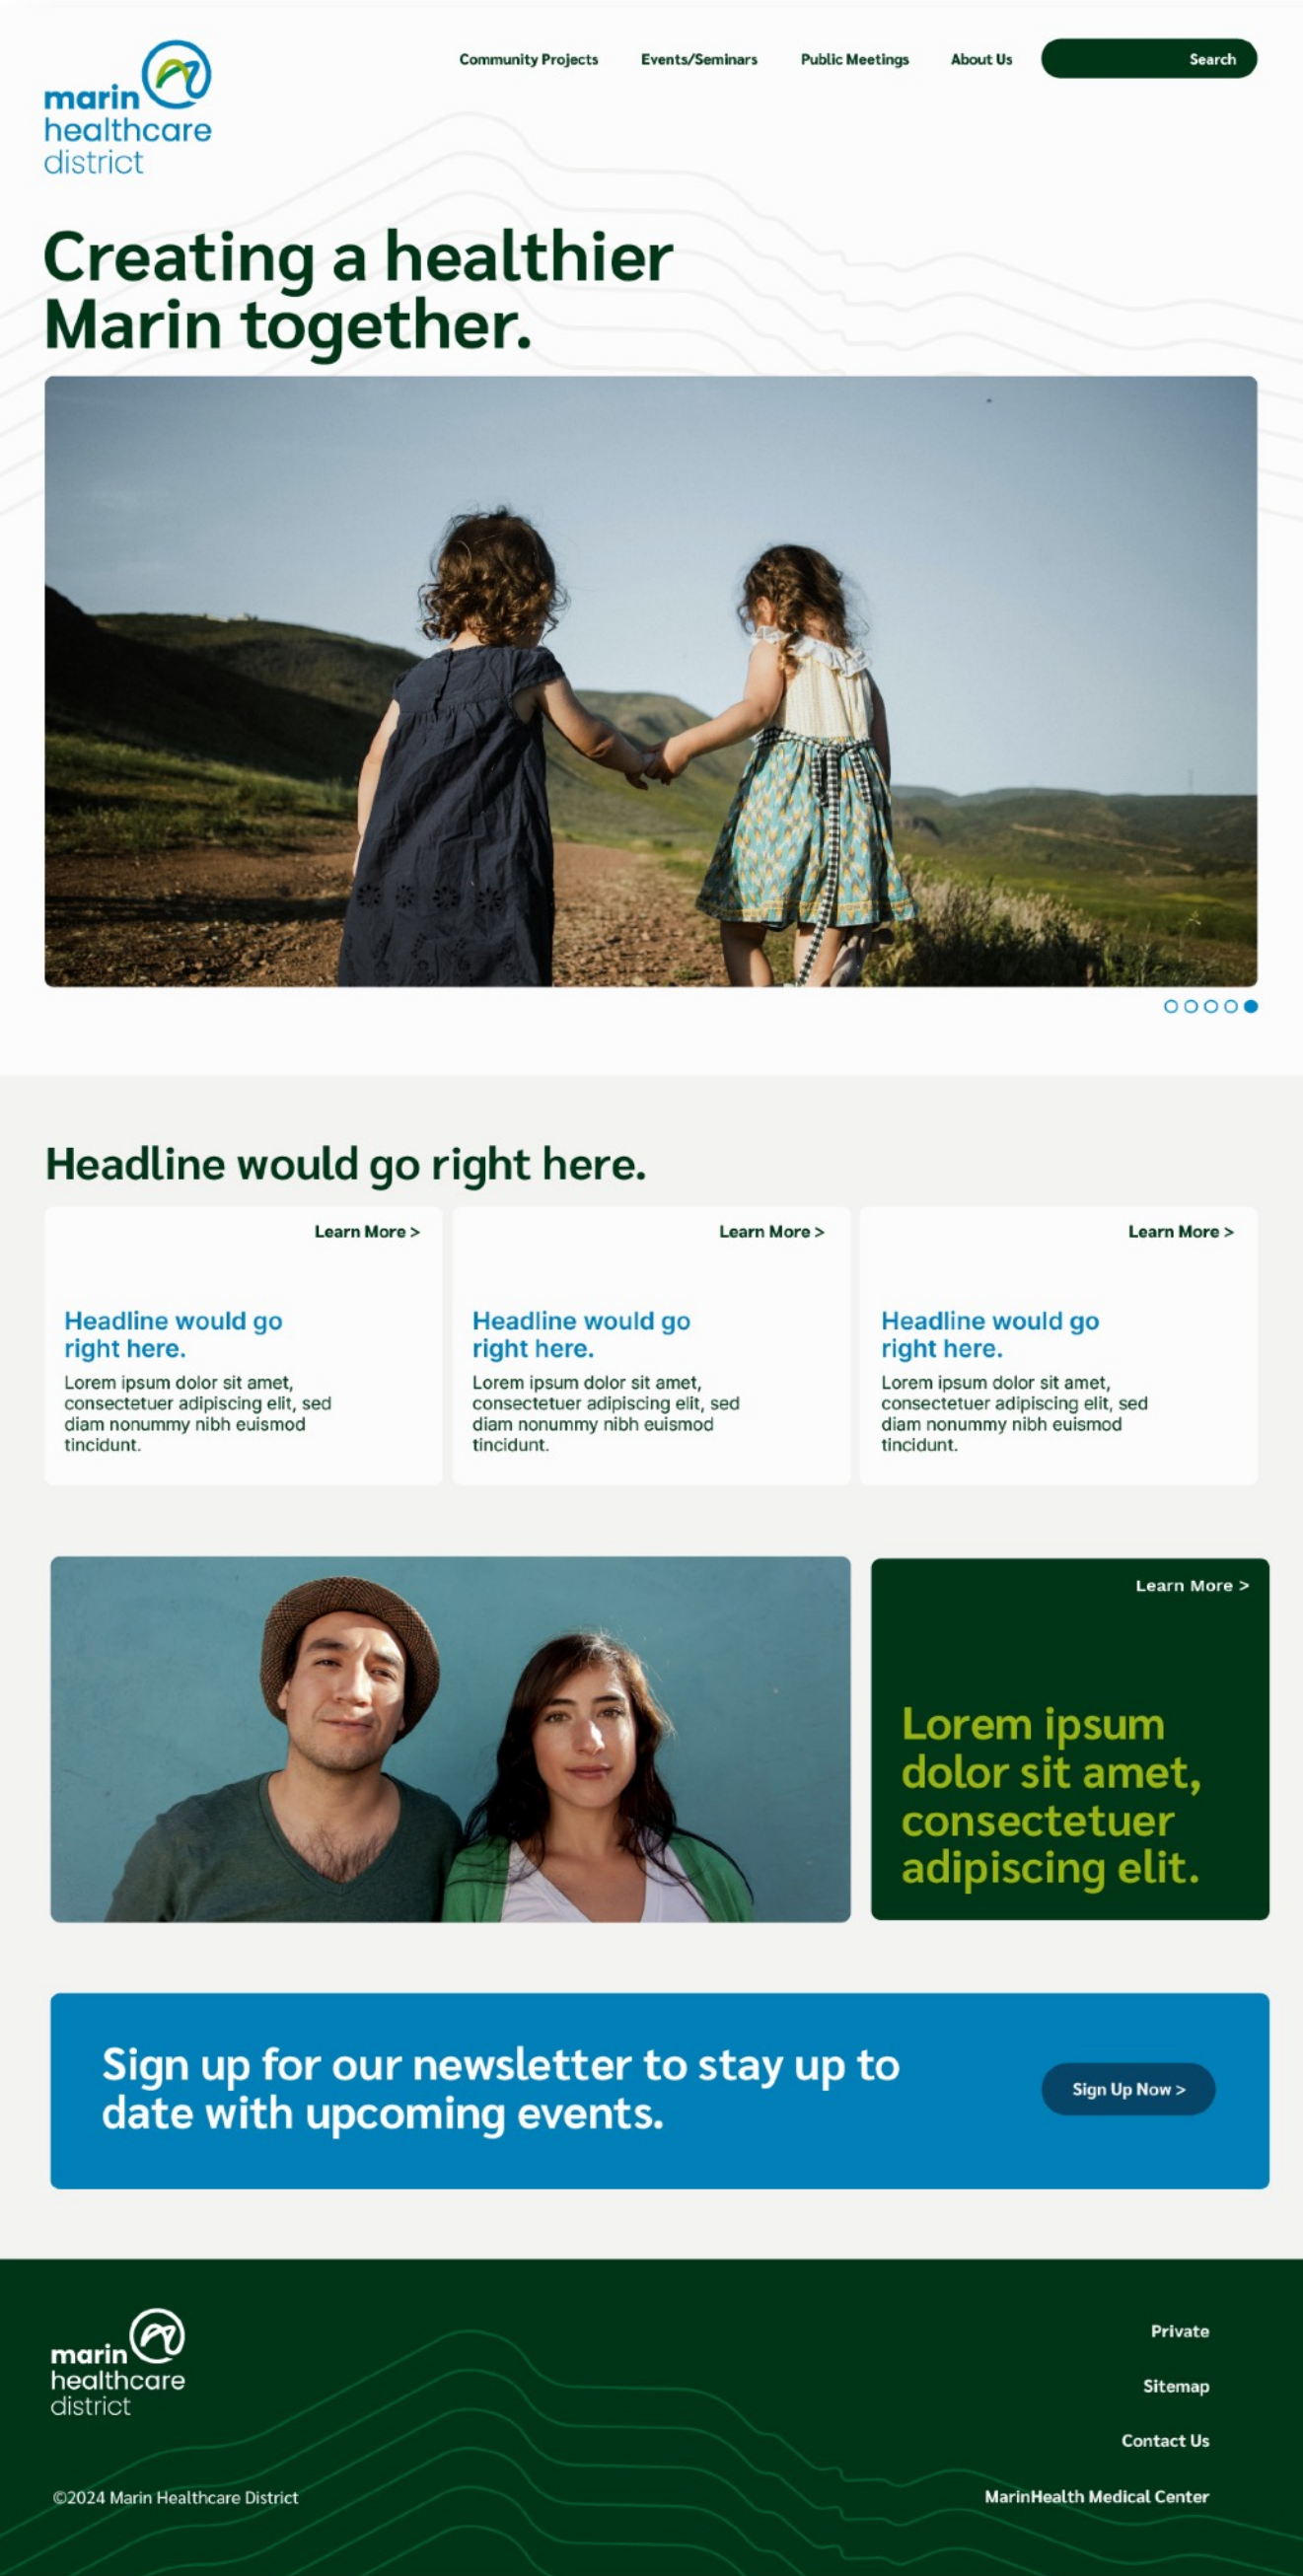 marin
healthcare
district
Community Projects
Events/Seminars
Public Meetings
About Us
Search
Creating a healthier
Marin together.
Headline would go right here.
Learn More >
Headline would go
right here.
Lorem ipsum dolor sit amet,
consectetuer adipiscing elit, sed
diam nonummy nibh euismod
tincidunt.
Learn More >
Headline would go
right here.
Lorem ipsum dolor sit amet,
consectetuer adipiscing elit, sed
diam nonummy nibh euismod
tincidunt.
Learn More >
Headline would go
right here.
Lorem ipsum dolor sit amet,
consectetuer adipiscing elit, sed
diam nonummy nibh euismod
tincidunt.
Learn More >
Lorem ipsum
dolor sit amet,
consectetuer
adipiscing elit.
Sign up for our newsletter to stay up to
date with upcoming events.
Sign Up Now >
marin
healthcare
district
©2024 Marin Healthcare District
Private
Sitemap
Contact Us
MarinHealth Medical Center